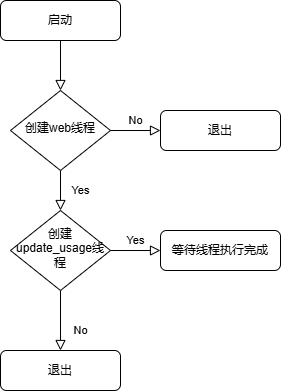 启动
创建web线程
No
退出
Yes
创建
update_usage线
程
Yes
等待线程执行完成
No
退出